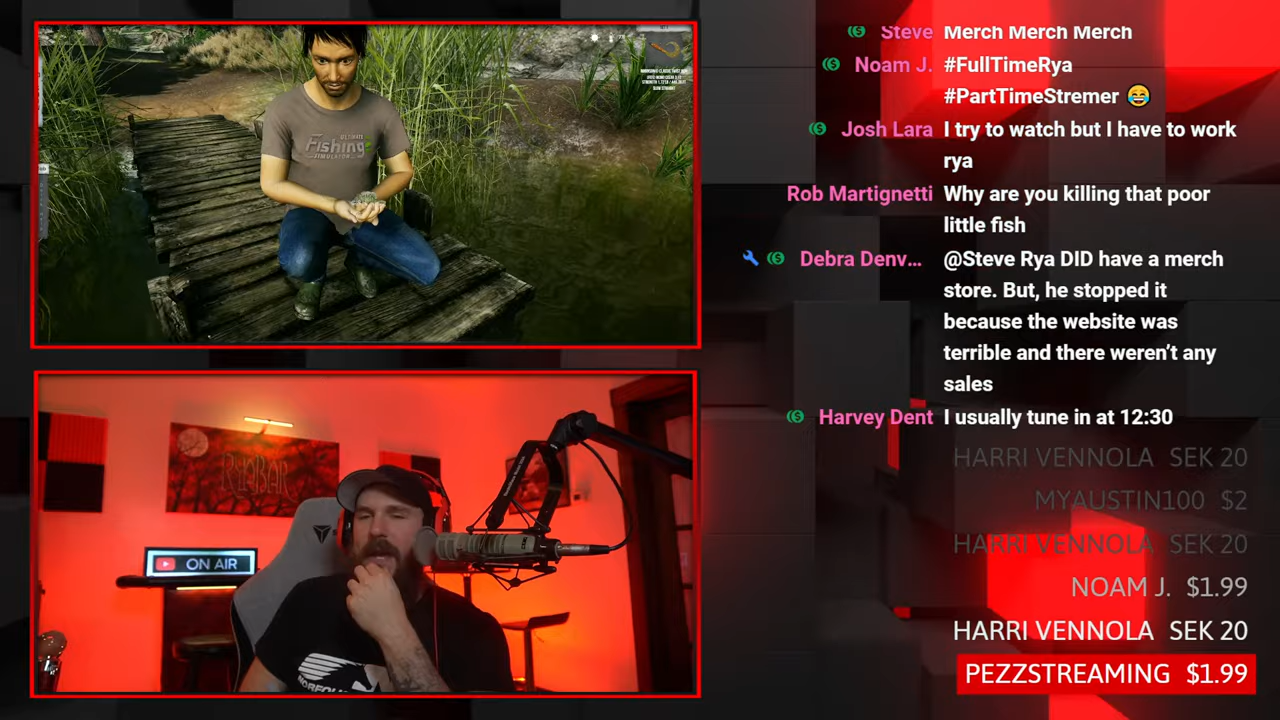 ULTIMATE
Fishing
SIMULATOR
RYABAR
ON AIR
NORFOLK
Steve Merch Merch Merch
Noam J. #FullTimeRya
#PartTimeStremer 😂
Josh Lara I try to watch but I have to work
rya
Rob Martignetti Why are you killing that poor
little fish
Debra Denv… @Steve Rya DID have a merch
store. But, he stopped it
because the website was
terrible and there weren’t any
sales
Harvey Dent I usually tune in at 12:30
HARRI VENNOLA SEK 20
MYAUSTIN100 $2
HARRI VENNOLA SEK 20
NOAM J. $1.99
HARRI VENNOLA SEK 20
PEZZSTREAMING $1.99